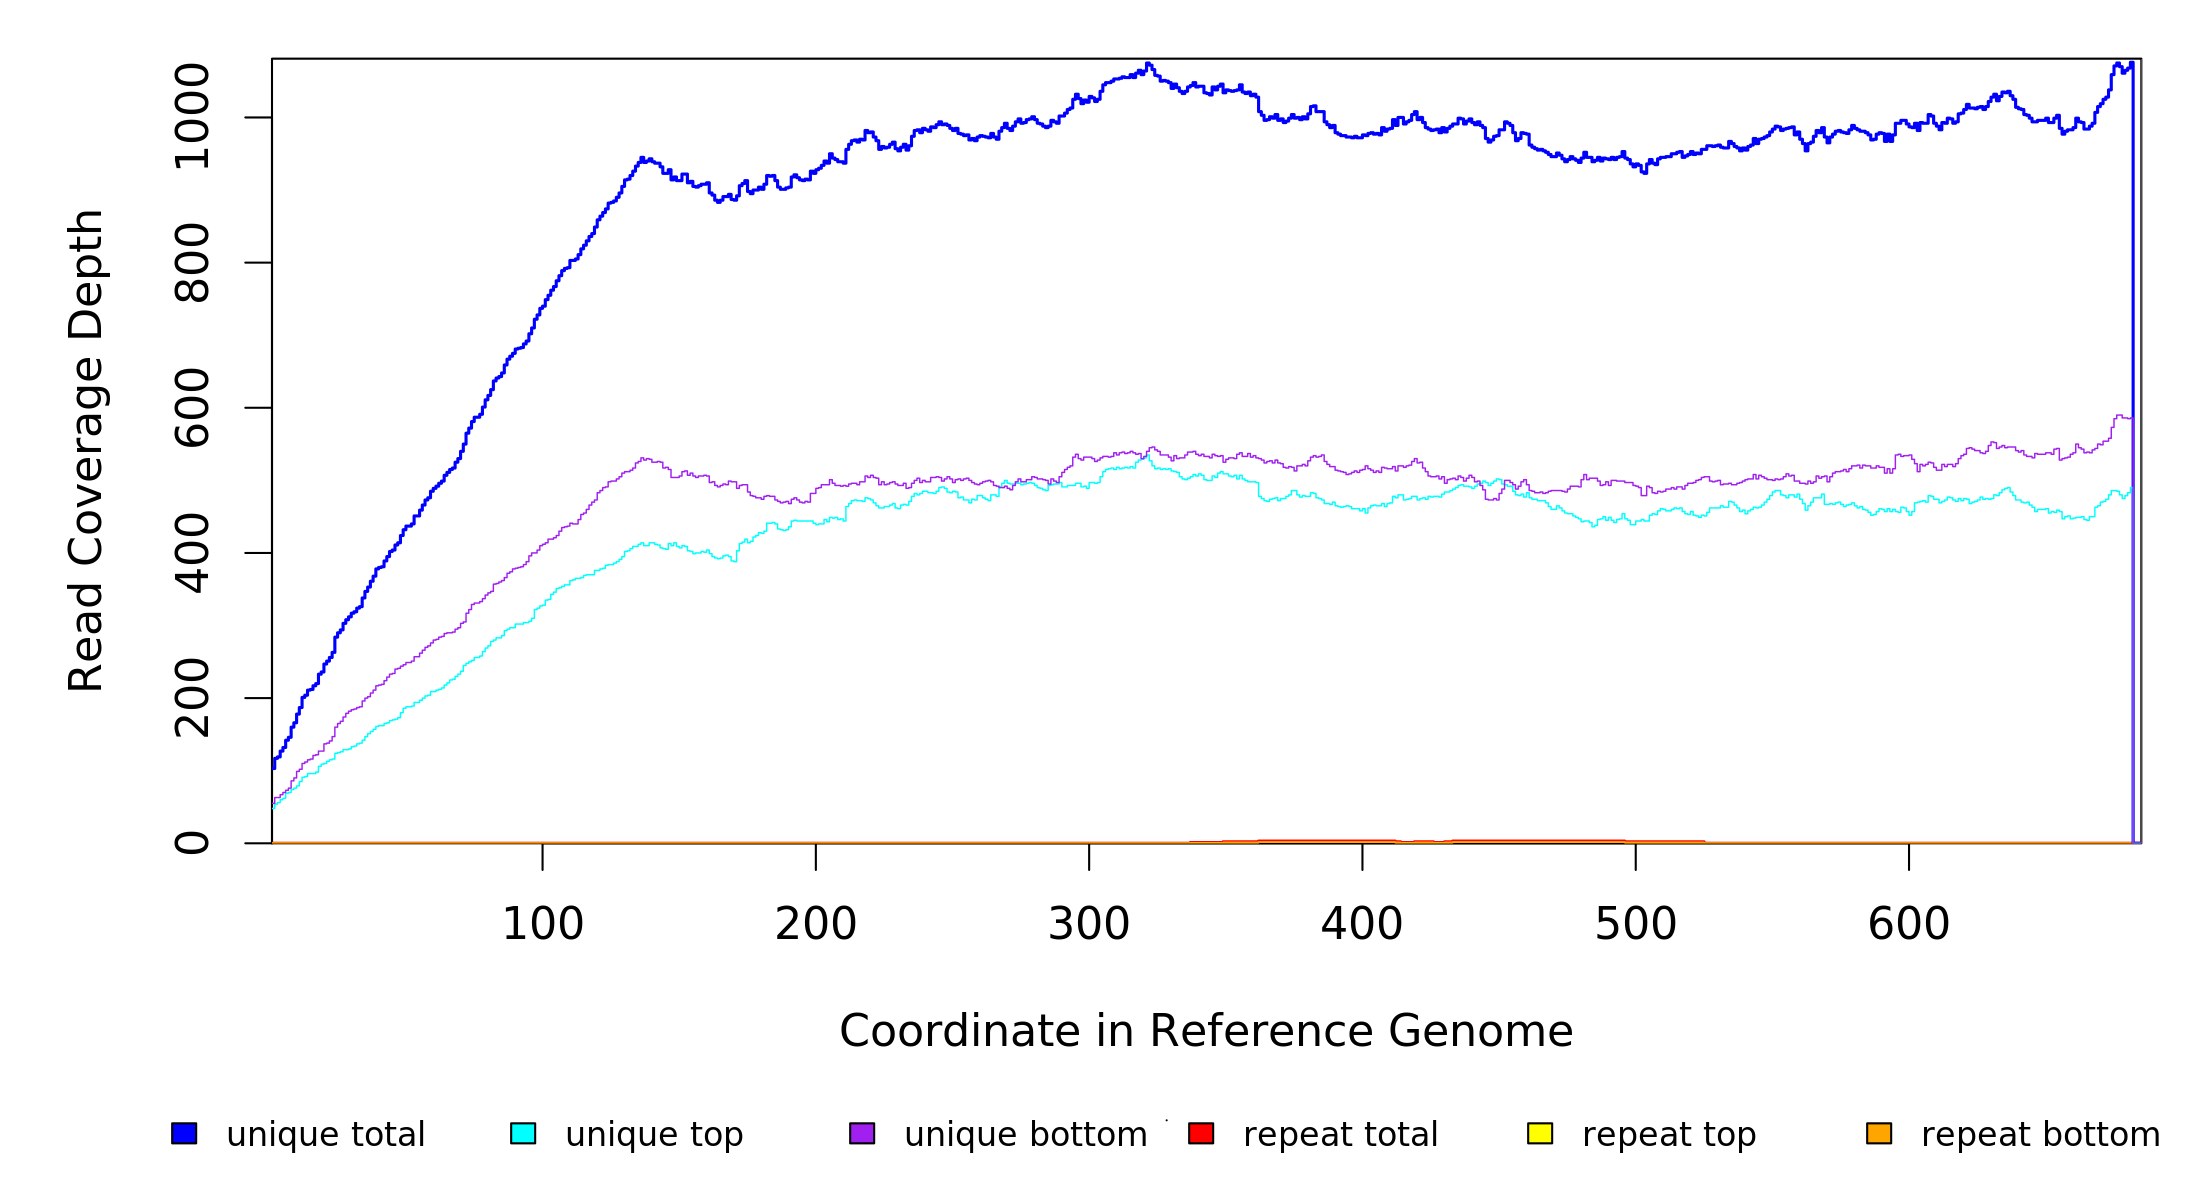 Read Coverage Depth
1000
800
600
400
200
0
100 200 300 400 500 600
Coordinate in Reference Genome
unique total unique top unique bottom repeat total repeat top repeat bottom